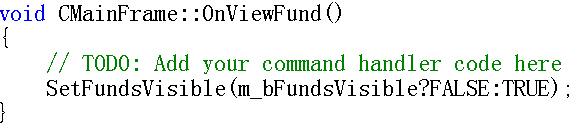 void CMainFrame::OnViewFund()
{
    // TODO: Add your command handler code here
    SetFundsVisible(m_bFundsVisible?FALSE:TRUE);
}